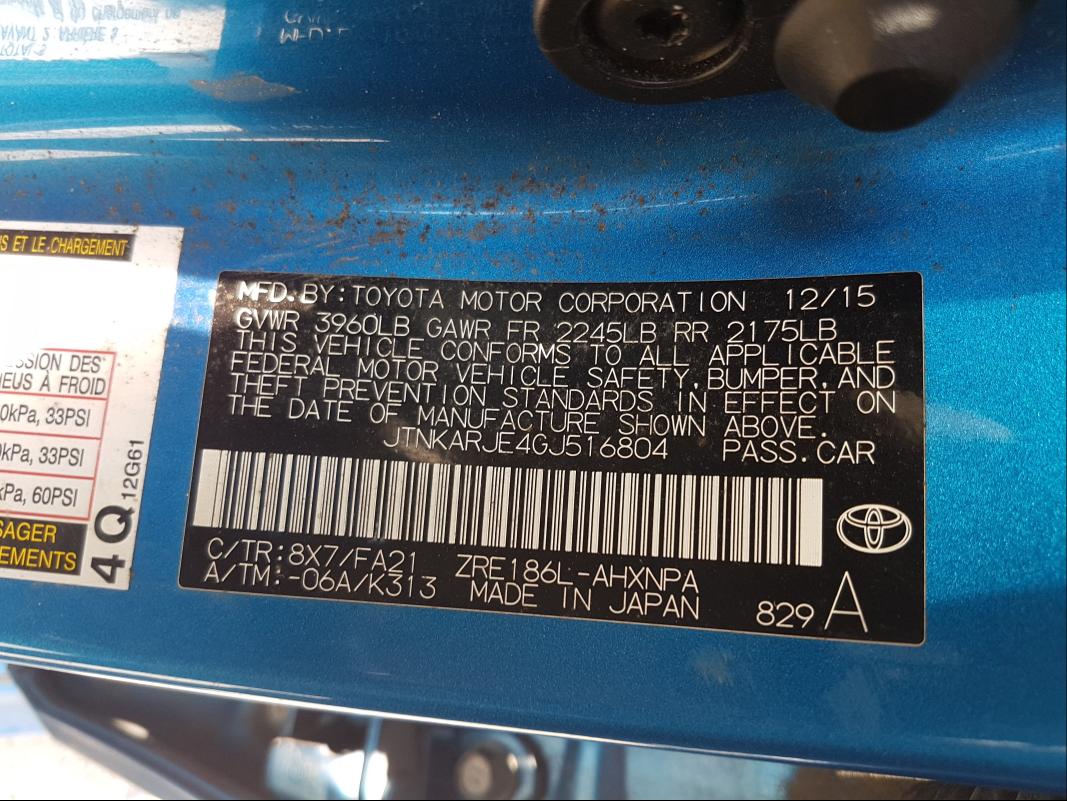 S ET LE CHARGEMENT
SSION DES
EUS À FROID
0kPa, 33PSI
kPa, 33PSI
kPa, 60PSI
SAGER
EMENTS
4Q 12G61
MFD.BY:TOYOTA MOTOR CORPORATION 12/15
GVWR 3960LB GAWR FR 2245LB RR 2175LB
THIS VEHICLE CONFORMS TO ALL APPLICABLE
FEDERAL MOTOR VEHICLE SAFETY,BUMPER,AND
THEFT PREVENTION STANDARDS IN EFFECT ON
THE DATE OF MANUFACTURE SHOWN ABOVE.
JTNKARJE4GJ516804 PASS.CAR
C/TR:8X7/FA21 ZRE186L-AHXNPA
A/TM:-06A/K313 MADE IN JAPAN 829 A